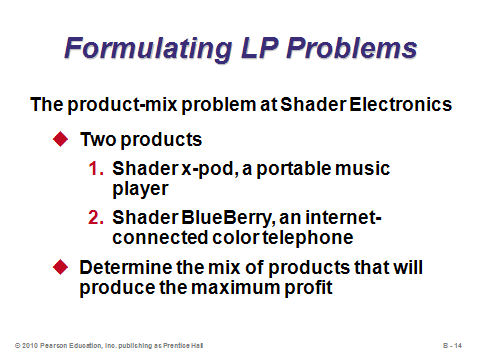 Formulating LP Problems
The product-mix problem at Shader Electronics
Two products
1. Shader x-pod, a portable music
player
2. Shader BlueBerry, an internet-
connected color telephone
Determine the mix of products that will
produce the maximum profit
© 2010 Pearson Education, Inc. publishing as Prentice Hall
B - 14